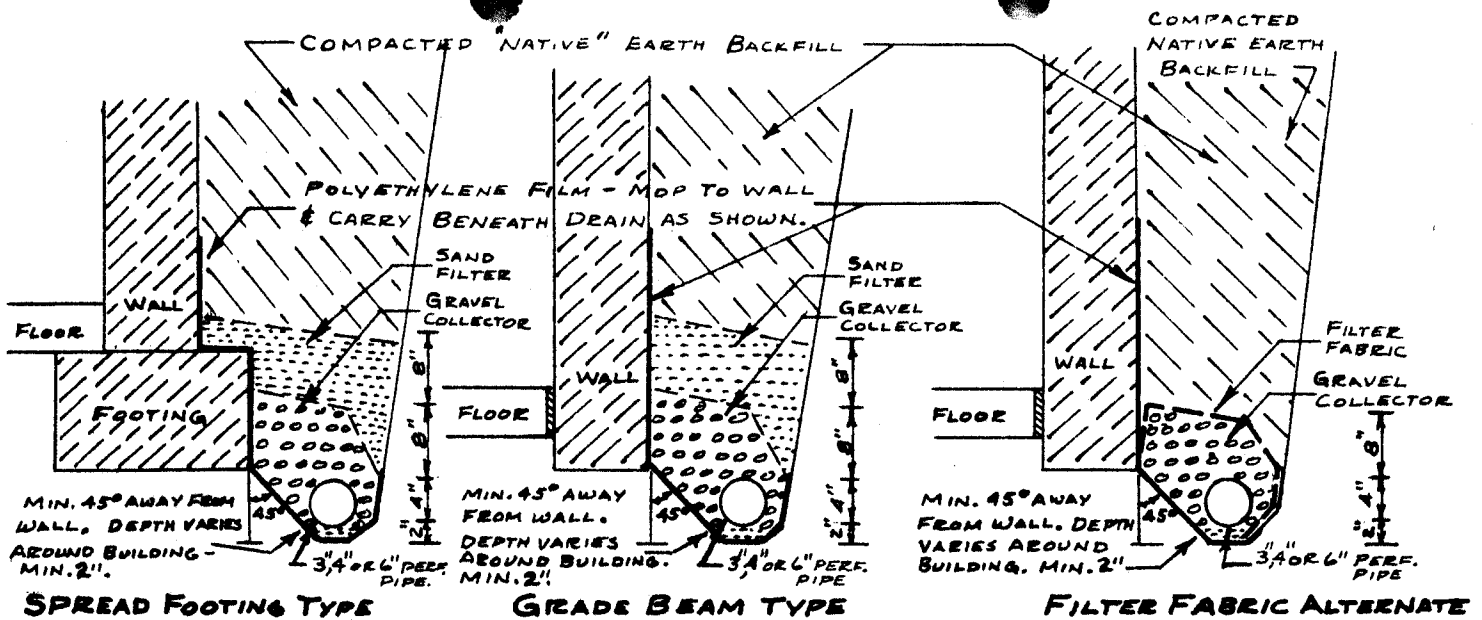 COMPACTED "NATIVE" EARTH BACKFILL
COMPACTED
NATIVE EARTH
BACKFILL
POLYETHYLENE FILM - MOP TO WALL
& CARRY BENEATH DRAIN AS SHOWN.
SAND
FILTER
GRAVEL
COLLECTOR
WALL
FLOOR
FOOTING
8"
8"
4"
2"
45°
MIN. 45° AWAY FROM
WALL. DEPTH VARIES
AROUND BUILDING -
MIN. 2".
3", 4" OR 6" PERF.
PIPE.
SPREAD FOOTING TYPE
SAND
FILTER
GRAVEL
COLLECTOR
WALL
FLOOR
8"
8"
4"
2"
45°
MIN. 45° AWAY
FROM WALL.
DEPTH VARIES
AROUND BUILDING.
MIN. 2".
3", 4" OR 6" PERF.
PIPE
GRADE BEAM TYPE
FILTER
FABRIC
GRAVEL
COLLECTOR
WALL
FLOOR
8"
4"
2"
45°
MIN. 45° AWAY
FROM WALL. DEPTH
VARIES AROUND
BUILDING. MIN. 2"
3", 4 OR 6" PERF.
PIPE
FILTER FABRIC ALTERNATE